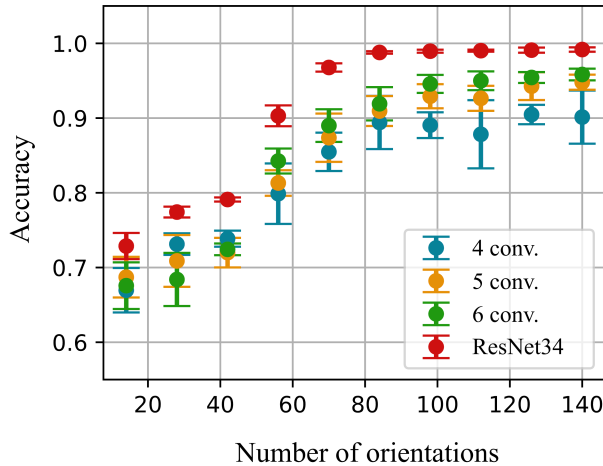 1.0
0.9
0.8
0.7
0.6
Accuracy
4 conv.
5 conv.
6 conv.
ResNet34
20 40 60 80 100 120 140
Number of orientations